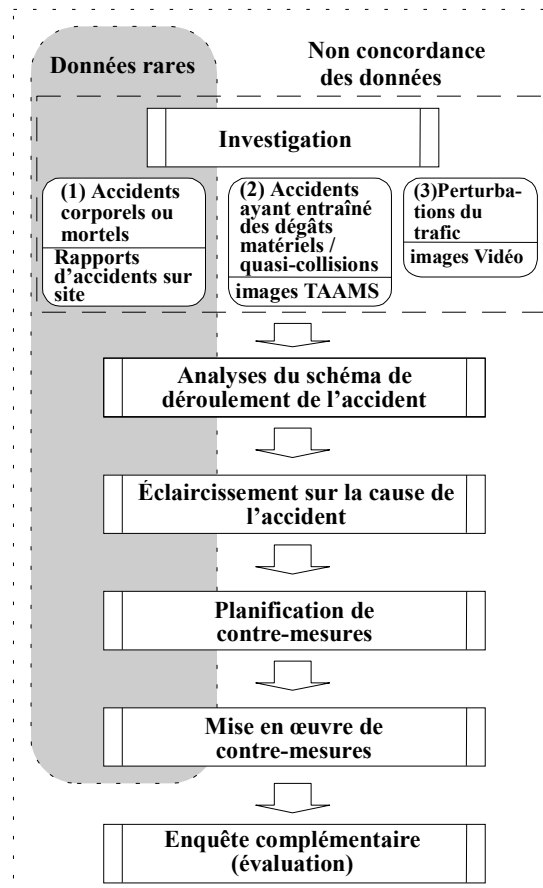 Données rares
Non concordance
des données
Investigation
(1) Accidents
corporels ou
mortels
Rapports
d’accidents sur
site
(2) Accidents
ayant entraîné
des dégâts
matériels /
quasi-collisions
images TAAMS
(3)Perturba-
tions du
trafic
images Vidéo
Analyses du schéma de
déroulement de l’accident
Éclaircissement sur la cause de
l’accident
Planification de
contre-mesures
Mise en œuvre de
contre-mesures
Enquête complémentaire
(évaluation)